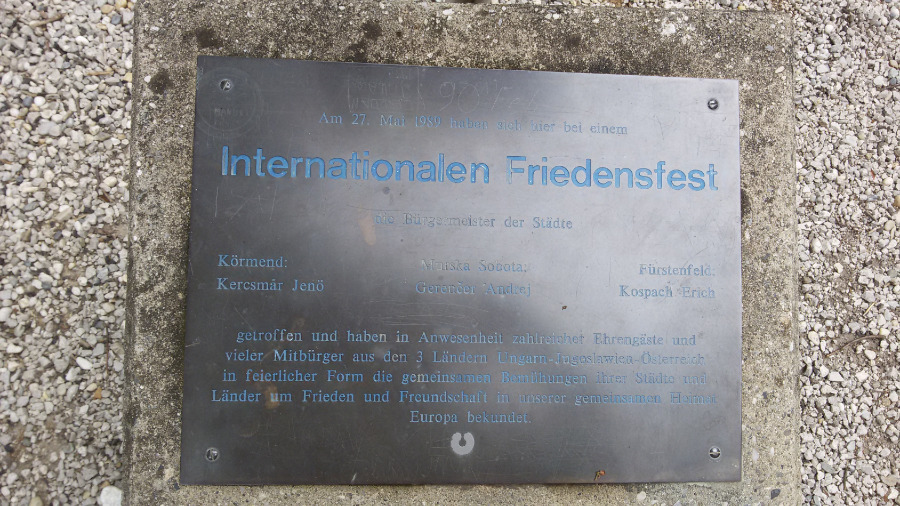 Am 27. Mai 1989 haben sich hier bei einem
Internationalen Friedensfest
die Bürgermeister der Städte
Körmend: Murska Sobota: Fürstenfeld:
Kercsmár Jenö Gerenčer Andrej Kospach Erich
getroffen und haben in Anwesenheit zahlreicher Ehrengäste und
vieler Mitbürger aus den 3 Ländern Ungarn-Jugoslawien-Österreich
in feierlicher Form die gemeinsamen Bemühungen ihrer Städte und
Länder um Frieden und Freundschaft in unserer gemeinsamen Heimat
Europa bekundet.